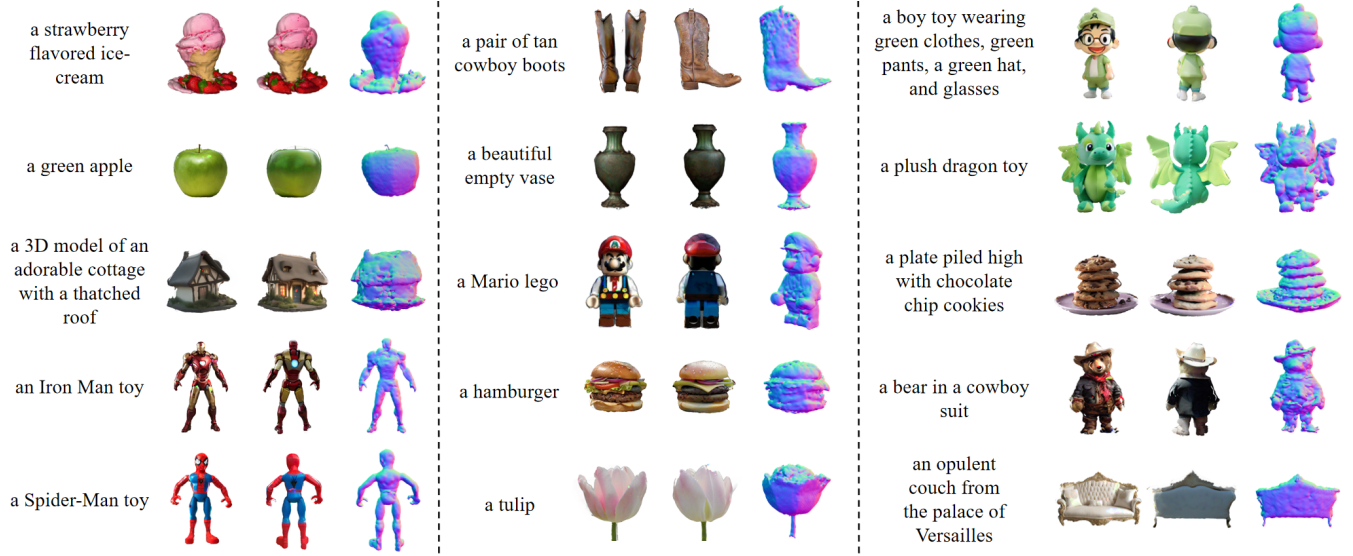 a strawberry
flavored ice-
cream
a green apple
a 3D model of an
adorable cottage
with a thatched
roof
an Iron Man toy
a Spider-Man toy
a pair of tan
cowboy boots
a beautiful
empty vase
a Mario lego
a hamburger
a tulip
a boy toy wearing
green clothes, green
pants, a green hat,
and glasses
a plush dragon toy
a plate piled high
with chocolate
chip cookies
a bear in a cowboy
suit
an opulent
couch from
the palace of
Versailles